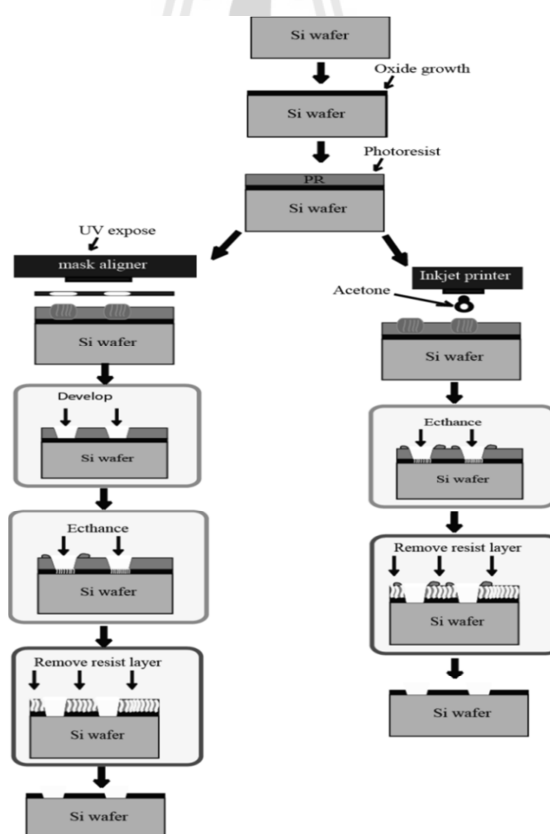 Si wafer
Oxide growth
Si wafer
Photoresist
PR
Si wafer
UV expose
mask aligner
Si wafer
Develop
Si wafer
Ecthance
Si wafer
Remove resist layer
Si wafer
Si wafer
Inkjet printer
Acetone
Si wafer
Ecthance
Si wafer
Remove resist layer
Si wafer
Si wafer